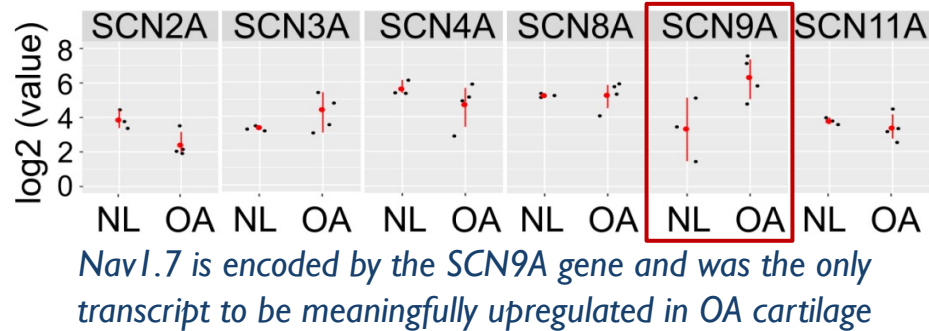 SCN2A SCN3A SCN4A SCN8A SCN9A SCN11A
log2 (value)
8
6
4
2
0
NL OA NL OA NL OA NL OA NL OA NL OA
Nav1.7 is encoded by the SCN9A gene and was the only
transcript to be meaningfully upregulated in OA cartilage